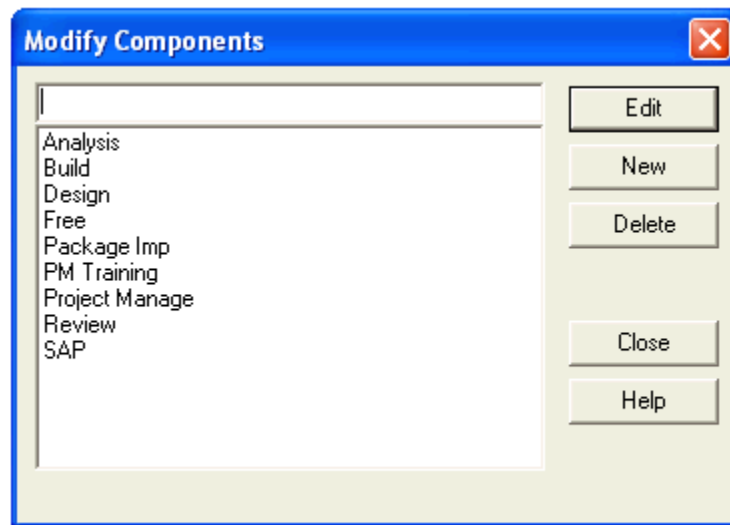 Modify Components
Edit
Analysis
Build
New
Design
Free
Delete
Package Imp
PM Training
Project Manage
Review
SAP
Close
Help